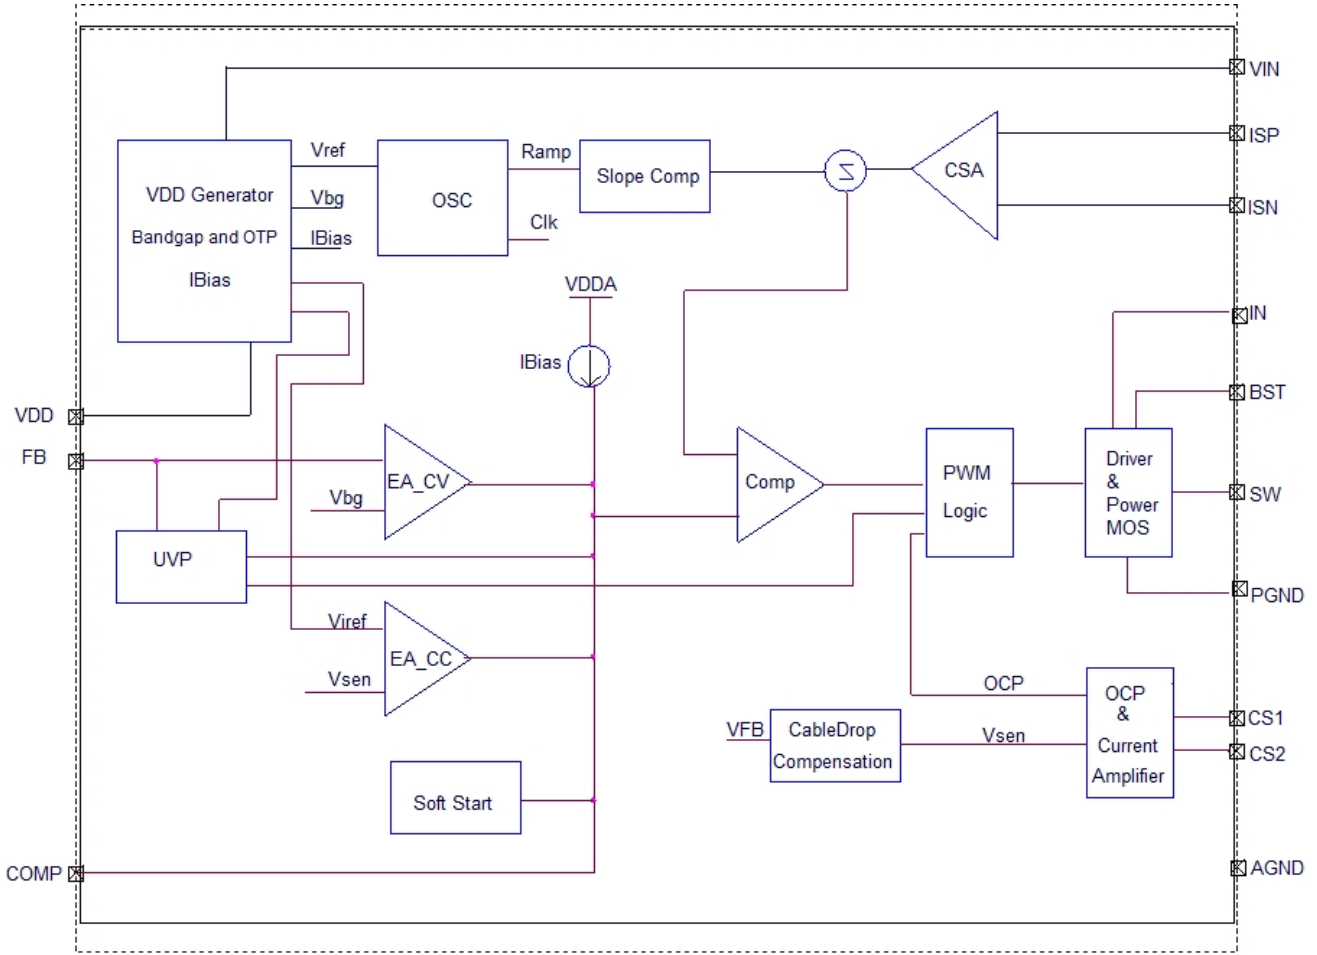 VIN
ISP
ISN
IN
BST
SW
PGND
CS1
CS2
AGND
VDD
FB
COMP
VDD Generator
Bandgap and OTP
IBias
Vref
Vbg
IBias
OSC
Ramp
Clk
Slope Comp
Σ
CSA
VDDA
IBias
EA_CV
Vbg
UVP
Viref
EA_CC
Vsen
Soft Start
Comp
PWM
Logic
Driver
&
Power
MOS
OCP
VFB
CableDrop
Compensation
Vsen
OCP
&
Current
Amplifier